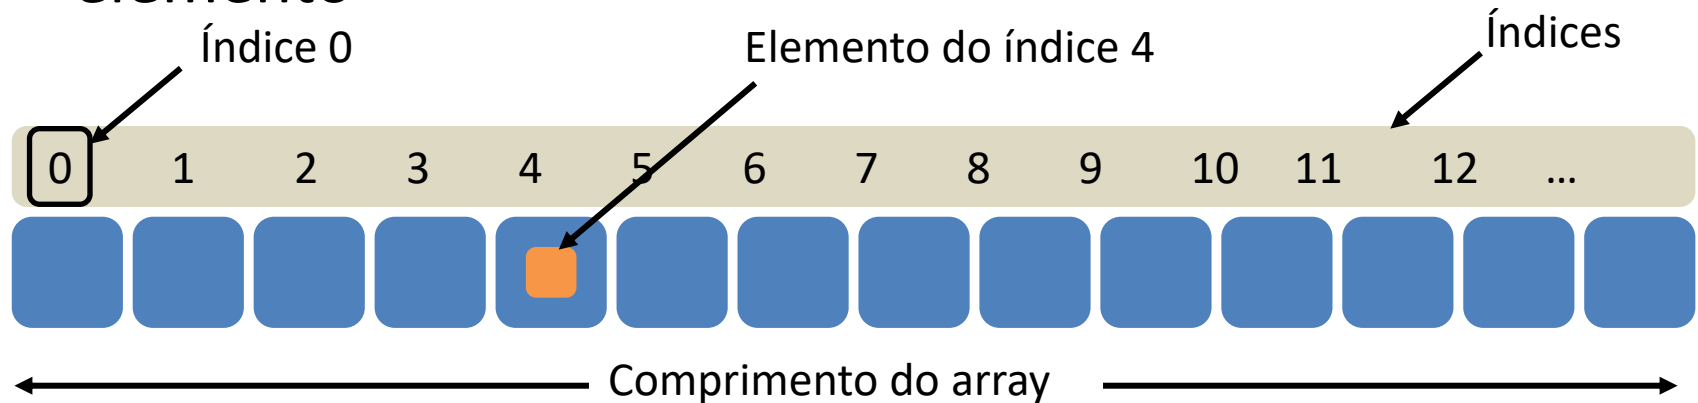 elemento
Índice 0
Elemento do índice 4
Índices
0 1 2 3 4 5 6 7 8 9 10 11 12 ...
Comprimento do array